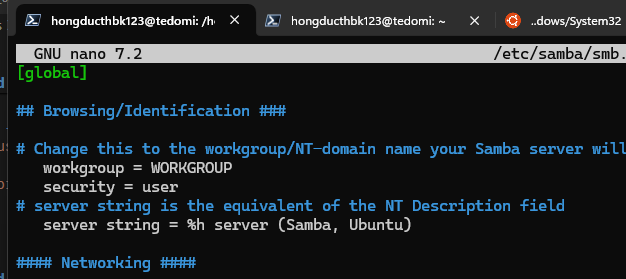 hongducthbk123@tedomi: /h
hongducthbk123@tedomi: ~
..dows/System32
GNU nano 7.2
/etc/samba/smb.
[global]
## Browsing/Identification ###
# Change this to the workgroup/NT-domain name your Samba server will
workgroup = WORKGROUP
security = user
# server string is the equivalent of the NT Description field
server string = %h server (Samba, Ubuntu)
#### Networking ####